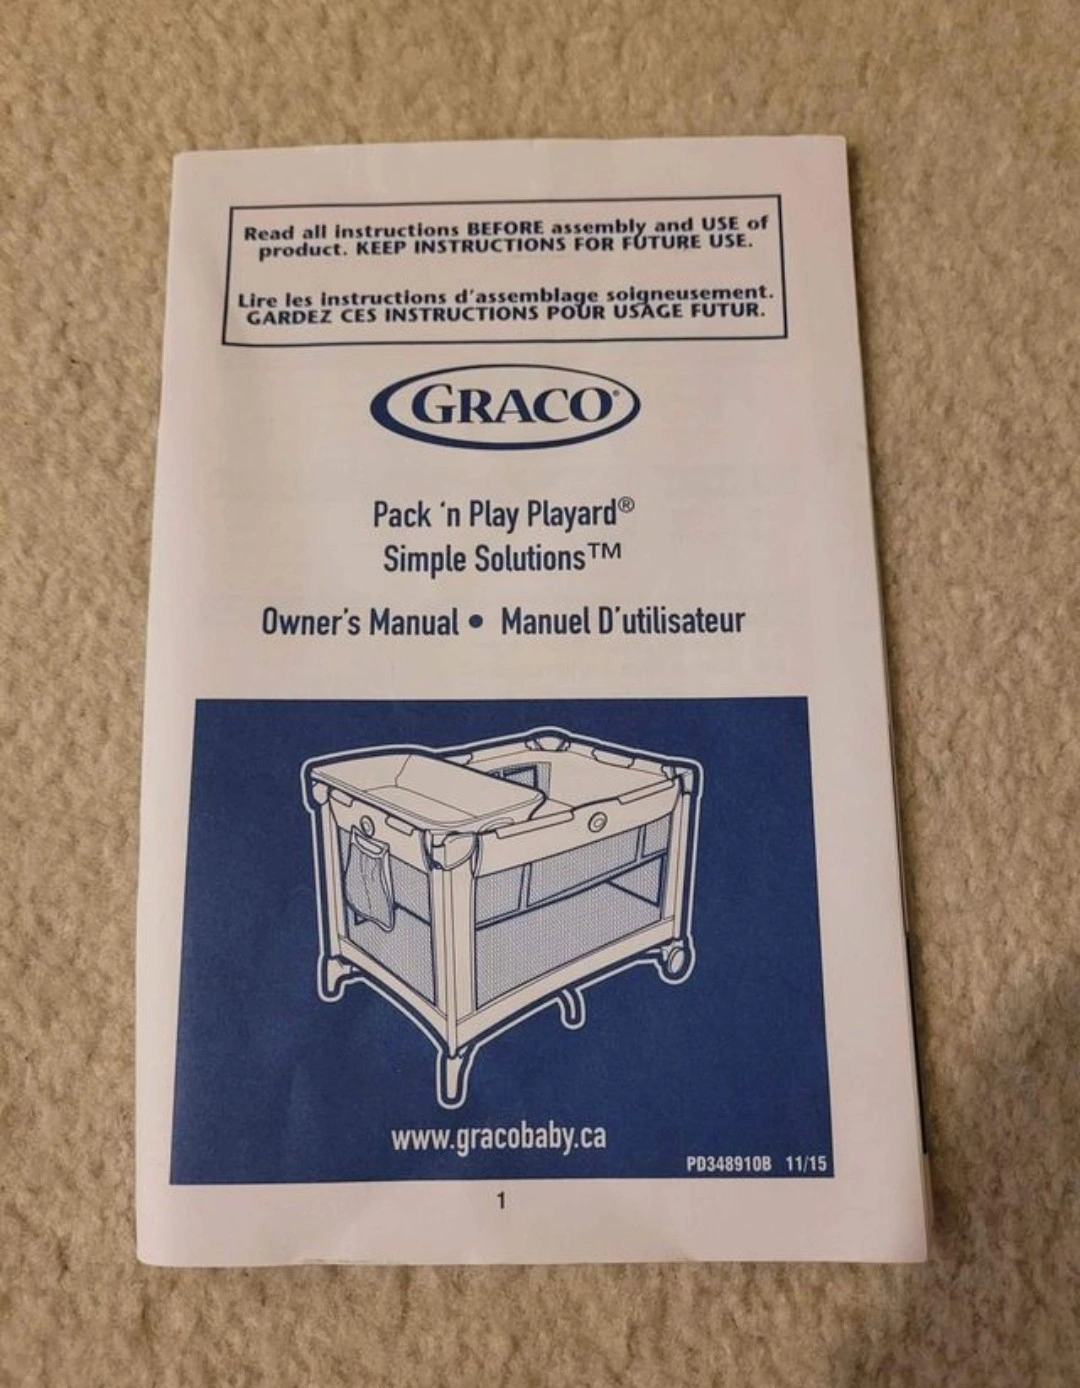 Read all instructions BEFORE assembly and USE of
product. KEEP INSTRUCTIONS FOR FUTURE USE.
Lire les instructions d'assemblage soigneusement.
GARDEZ CES INSTRUCTIONS POUR USAGE FUTUR.
GRACO®
Pack 'n Play Playard®
Simple Solutions™
Owner's Manual • Manuel D'utilisateur
www.gracobaby.ca
PD348910B 11/15
1